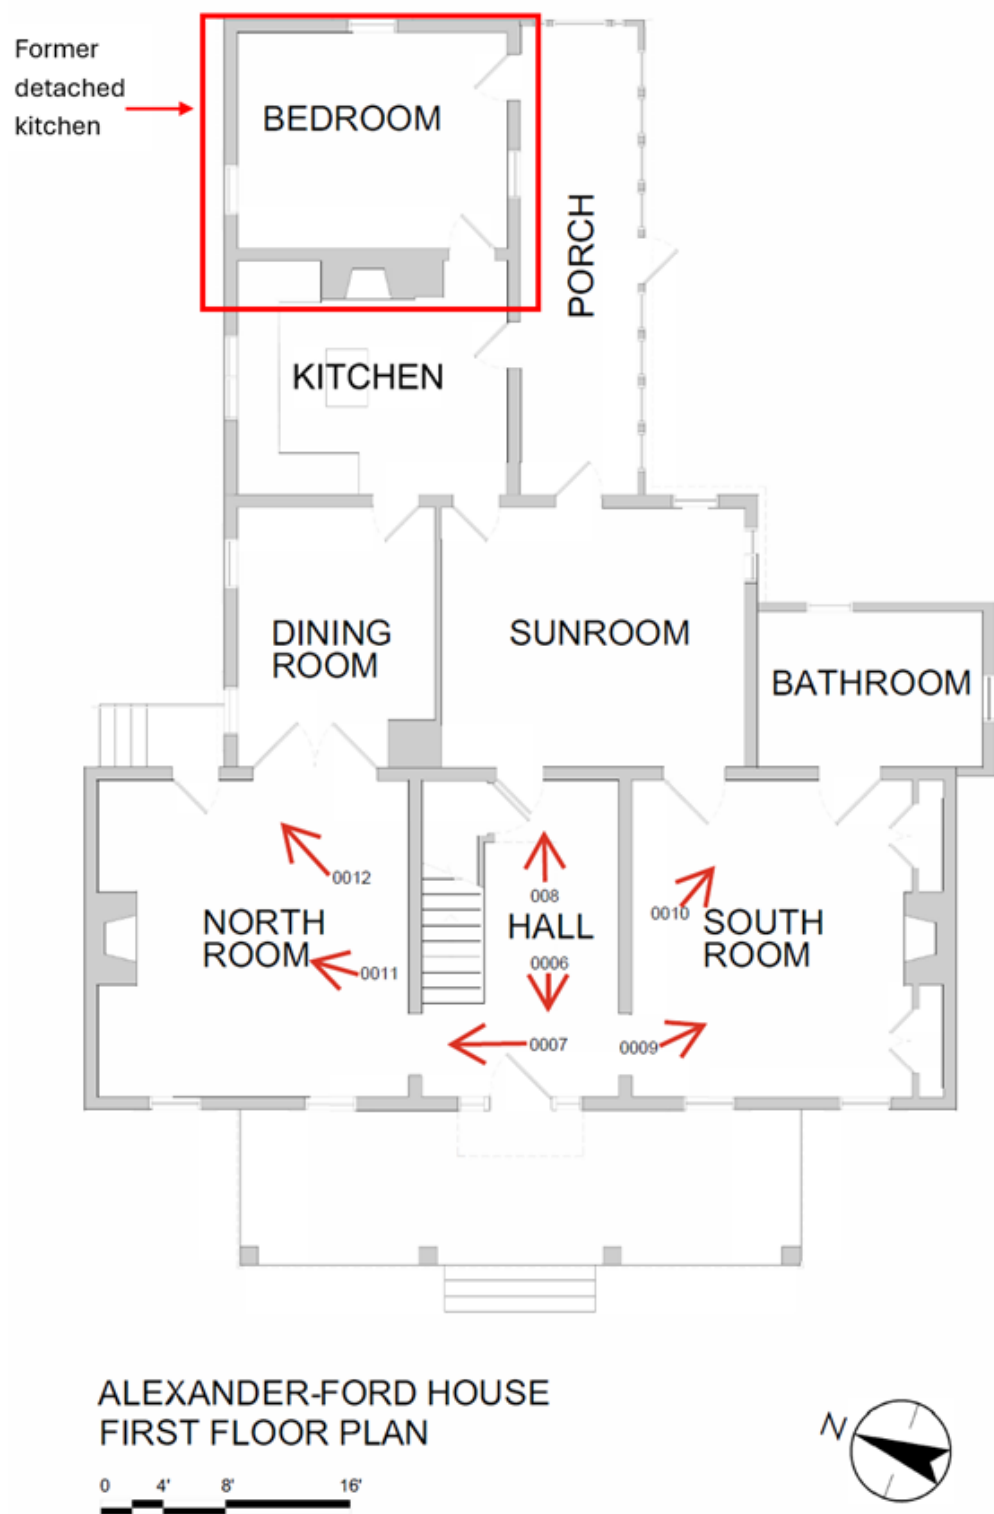 Former
detached
kitchen
BEDROOM
PORCH
KITCHEN
DINING
ROOM
SUNROOM
BATHROOM
0012
008
0010
NORTH
ROOM
HALL
SOUTH
ROOM
0006
0011
0007
0009
ALEXANDER-FORD HOUSE
FIRST FLOOR PLAN
0 4' 8' 16'
N